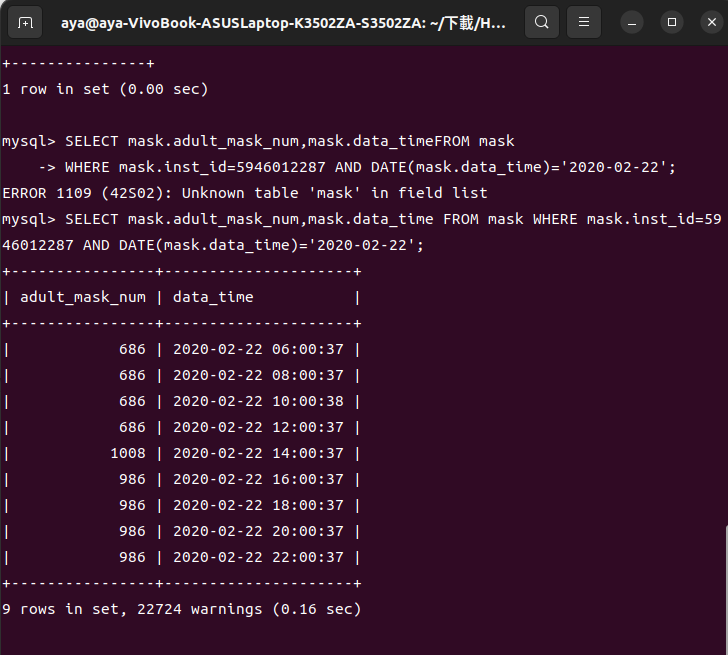 aya@aya-VivoBook-ASUSLaptop-K3502ZA-S3502ZA: ~/下載/H...
+---------------+
1 row in set (0.00 sec)
mysql> SELECT mask.adult_mask_num,mask.data_timeFROM mask
    -> WHERE mask.inst_id=5946012287 AND DATE(mask.data_time)='2020-02-22';
ERROR 1109 (42S02): Unknown table 'mask' in field list
mysql> SELECT mask.adult_mask_num,mask.data_time FROM mask WHERE mask.inst_id=59
46012287 AND DATE(mask.data_time)='2020-02-22';
+----------------+---------------------+
| adult_mask_num | data_time           |
+----------------+---------------------+
|            686 | 2020-02-22 06:00:37 |
|            686 | 2020-02-22 08:00:37 |
|            686 | 2020-02-22 10:00:38 |
|            686 | 2020-02-22 12:00:37 |
|           1008 | 2020-02-22 14:00:37 |
|            986 | 2020-02-22 16:00:37 |
|            986 | 2020-02-22 18:00:37 |
|            986 | 2020-02-22 20:00:37 |
|            986 | 2020-02-22 22:00:37 |
+----------------+---------------------+
9 rows in set, 22724 warnings (0.16 sec)